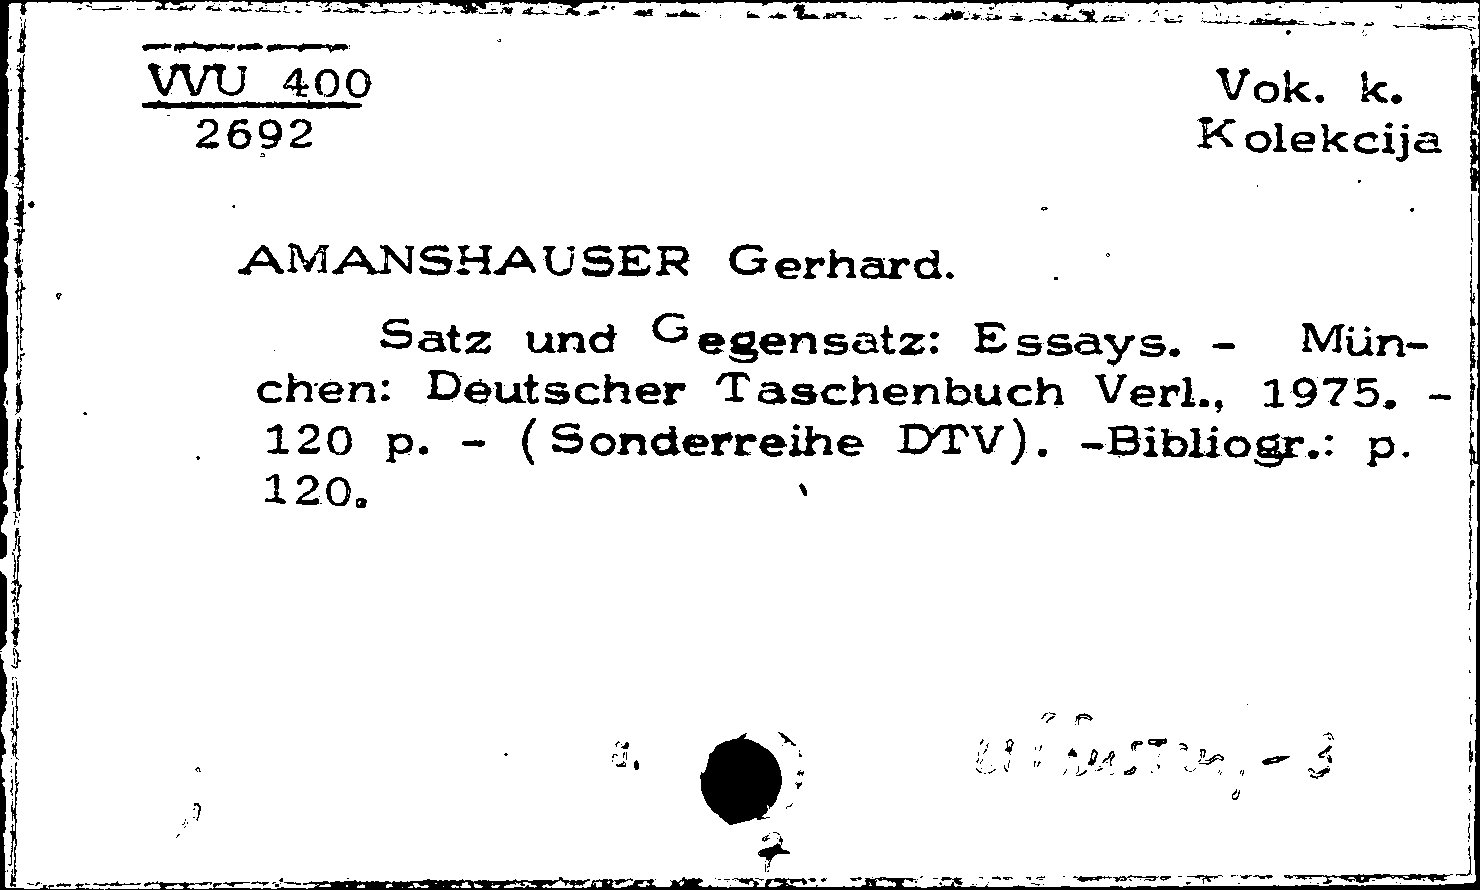 VVU 400
2692
Vok. k.
Kolekcija
AMANSHAUSER Gerhard.
Satz und Gegensatz: Essays. - Mün-
chen: Deutscher Taschenbuch Verl., 1975. -
120 p. - (Sonderreihe DTV). -Bibliogr.: p.
120.